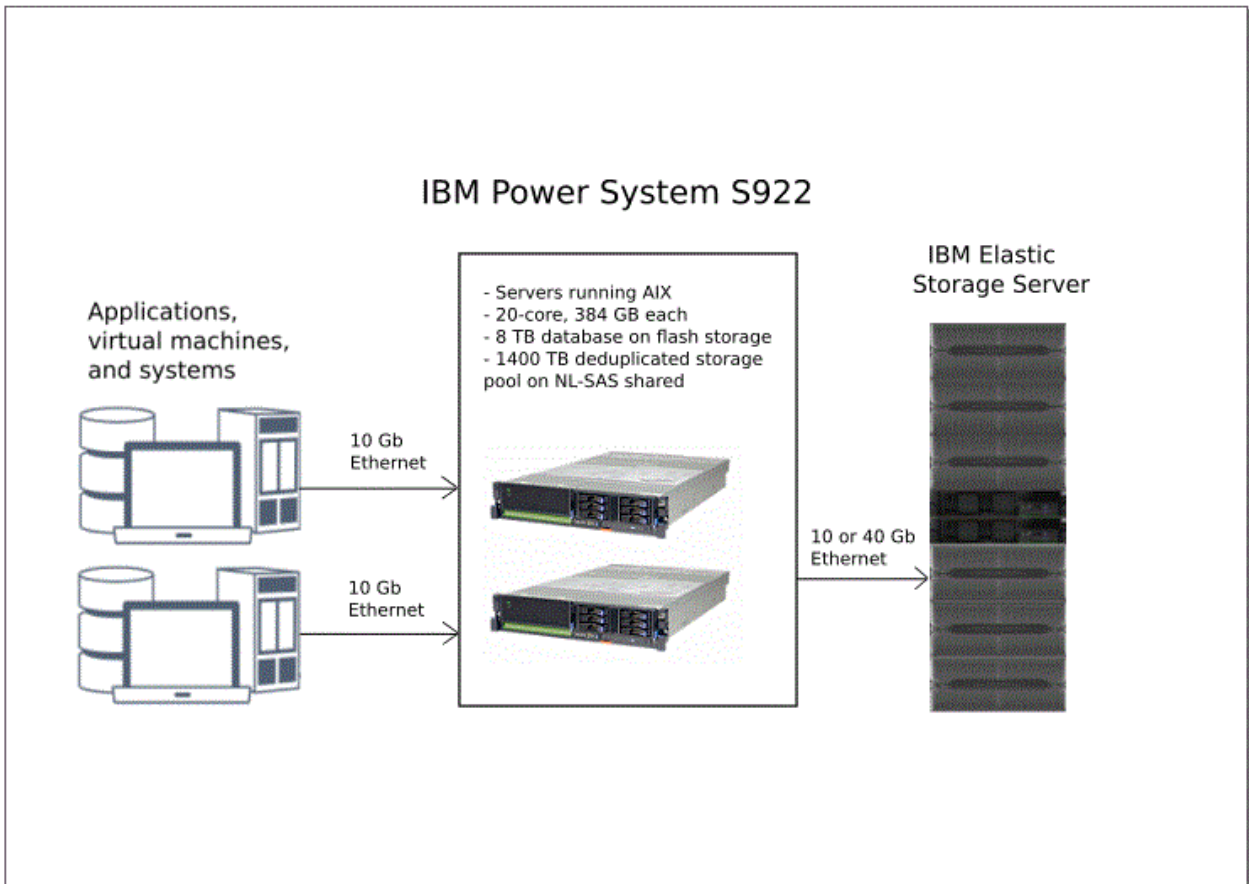 IBM Power System S922
IBM Elastic
Storage Server
Applications,
virtual machines,
and systems
- Servers running AIX
- 20-core, 384 GB each
- 8 TB database on flash storage
- 1400 TB deduplicated storage
pool on NL-SAS shared
10 Gb
Ethernet
10 Gb
Ethernet
10 or 40 Gb
Ethernet